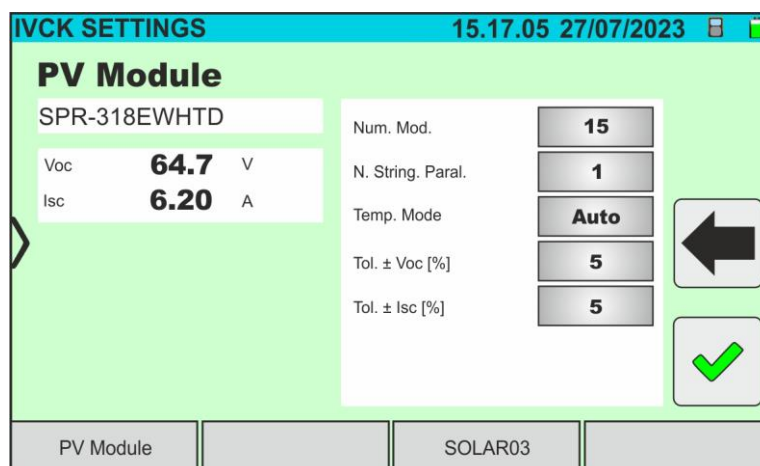 IVCK SETTINGS 15.17.05 27/07/2023
PV Module
SPR-318EWHTD
Voc 64.7 V
Isc 6.20 A
Num. Mod. 15
N. String. Paral. 1
Temp. Mode Auto
Tol. ± Voc [%] 5
Tol. ± Isc [%] 5
PV Module SOLAR03